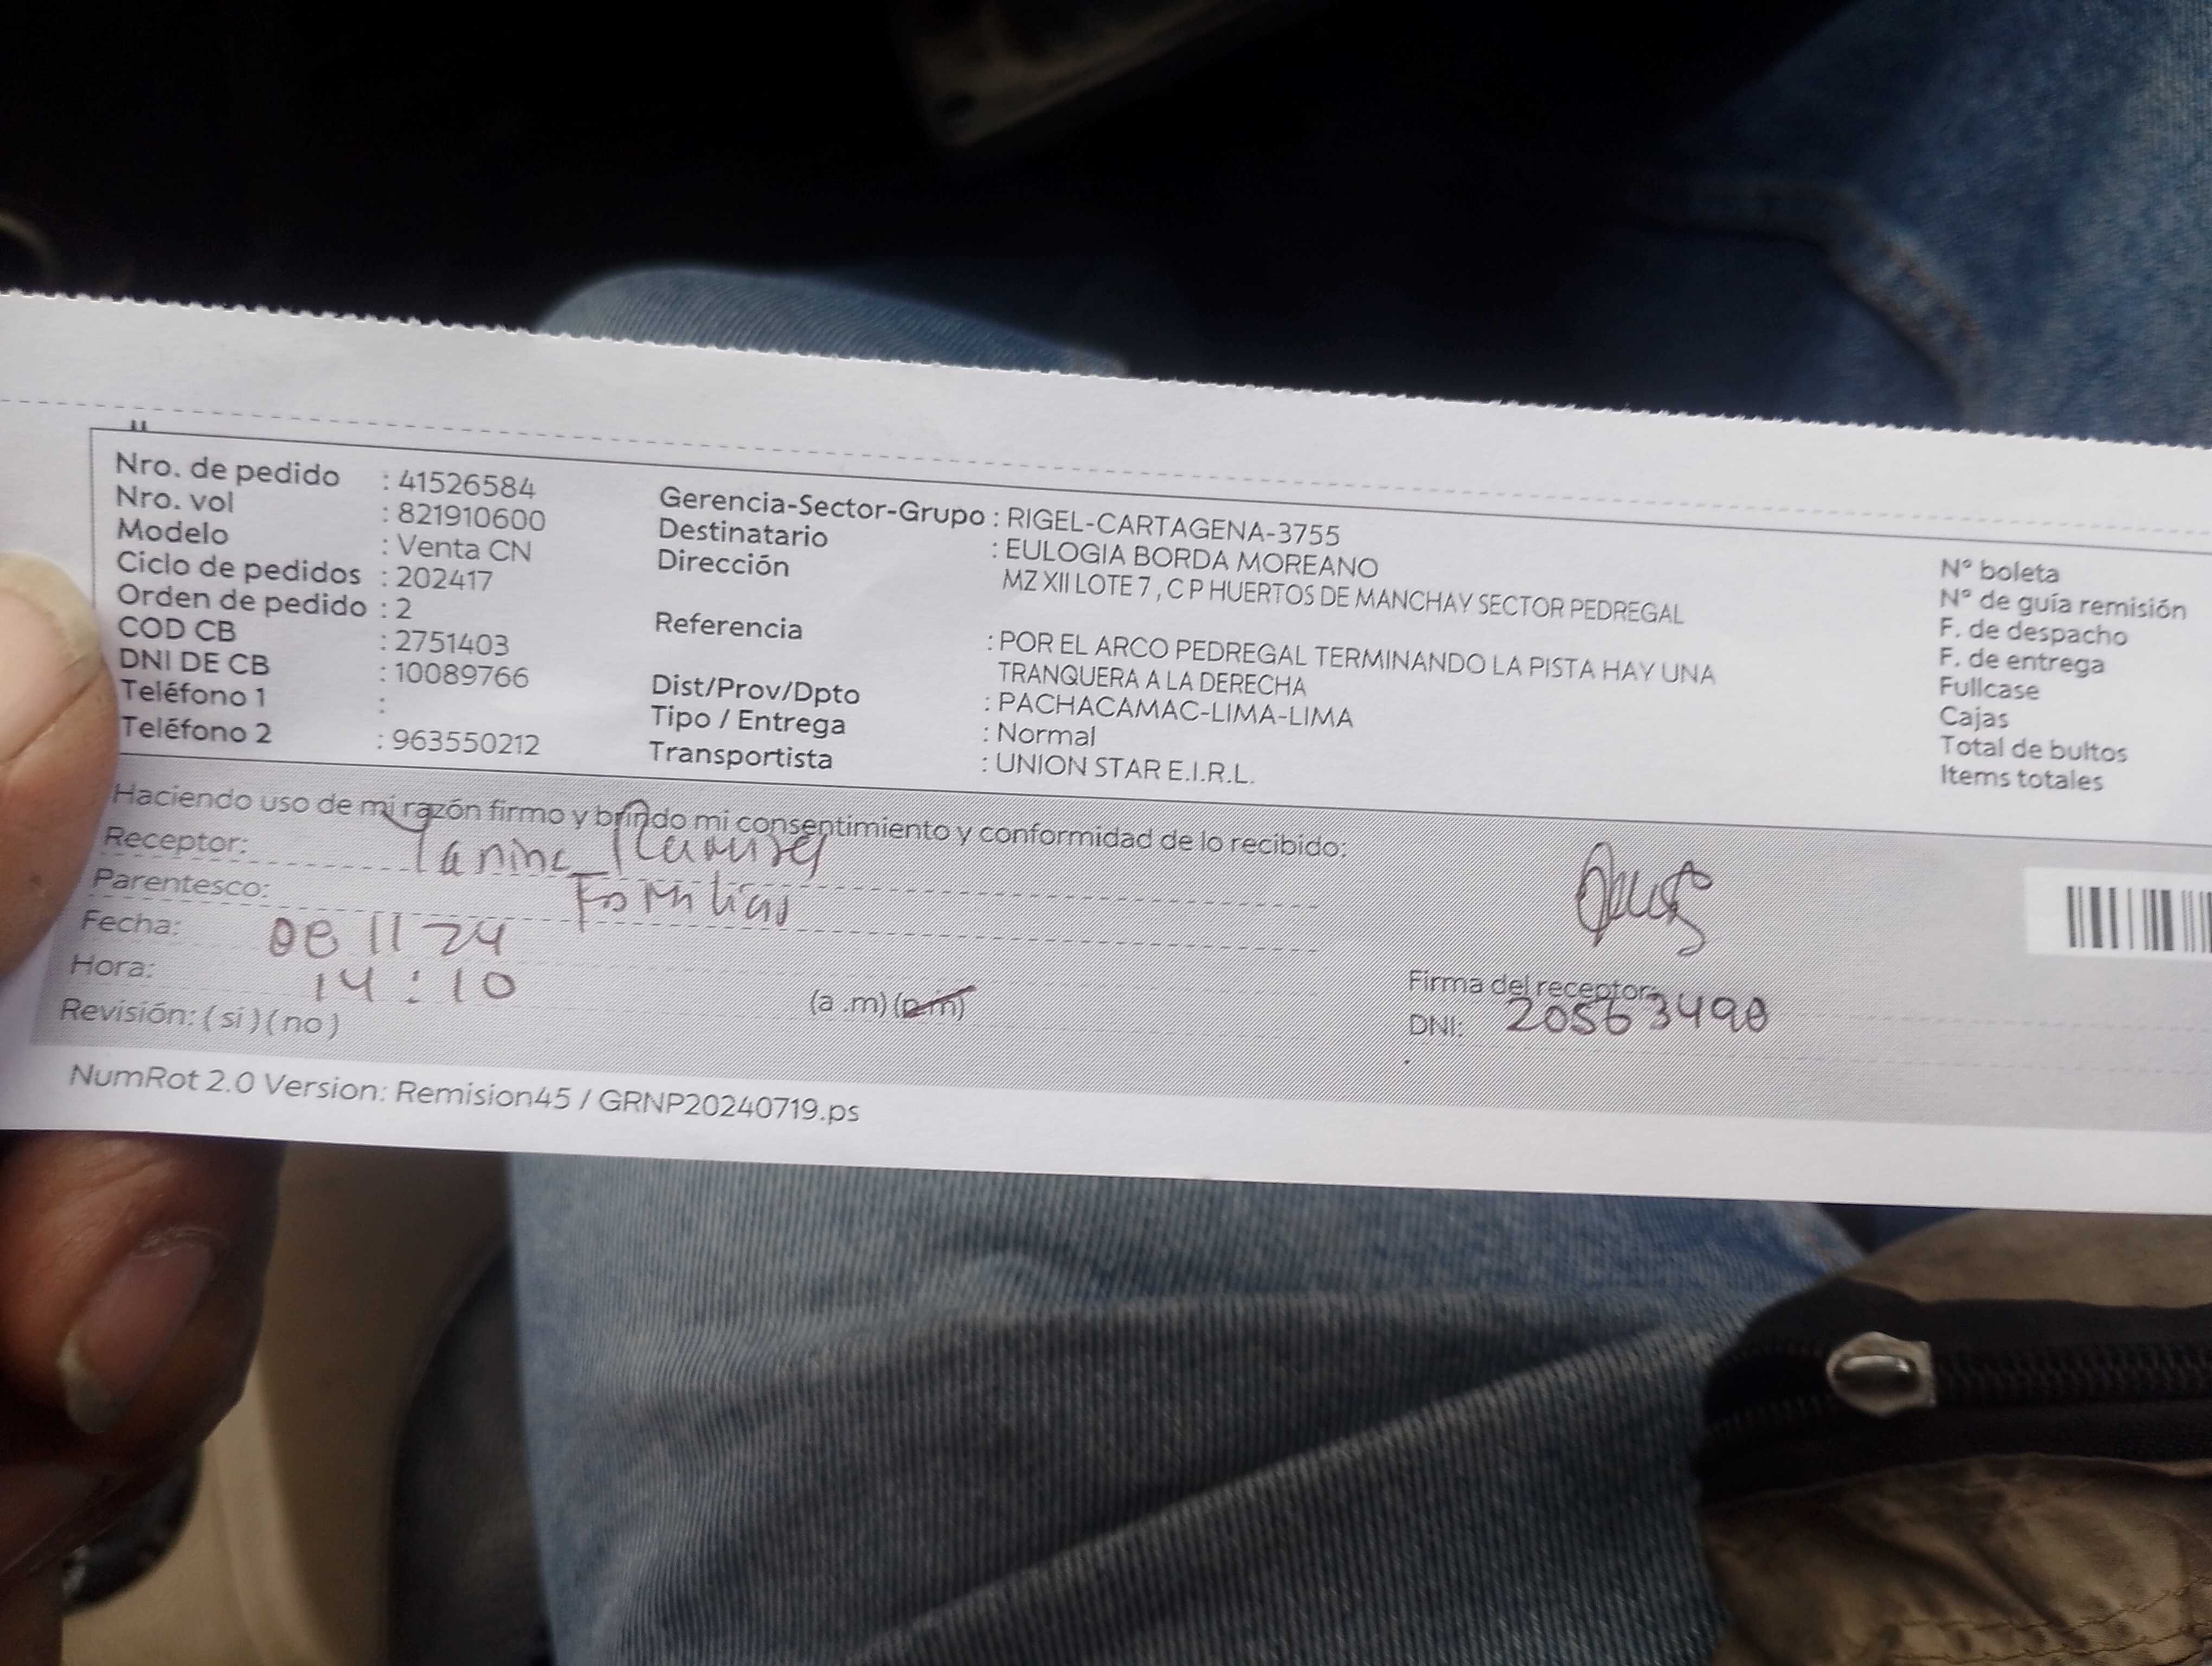 Nro. de pedido : 41526584
Nro. vol : 821910600
Modelo : Venta CN
Ciclo de pedidos : 202417
Orden de pedido : 2
COD CB : 2751403
DNI DE CB : 10089766
Teléfono 1 :
Teléfono 2 : 963550212
Gerencia-Sector-Grupo : RIGEL-CARTAGENA-3755
Destinatario : EULOGIA BORDA MOREANO
Dirección MZ XII LOTE 7 , C P HUERTOS DE MANCHAY SECTOR PEDREGAL
Referencia : POR EL ARCO PEDREGAL TERMINANDO LA PISTA HAY UNA
TRANQUERA A LA DERECHA
Dist/Prov/Dpto : PACHACAMAC-LIMA-LIMA
Tipo / Entrega : Normal
Transportista : UNION STAR E.I.R.L.
N° boleta
N° de guía remisión
F. de despacho
F. de entrega
Fullcase
Cajas
Total de bultos
Items totales
Haciendo uso de mi razón firmo y brindo mi consentimiento y conformidad de lo recibido:
Receptor:
Parentesco: Familiar
Fecha: 08 11 24
Hora: 14:10 (a .m) (p.m)
Revisión: ( si ) ( no )
Firma del receptor:
DNI: 20563490
NumRot 2.0 Version: Remision45 / GRNP20240719.ps